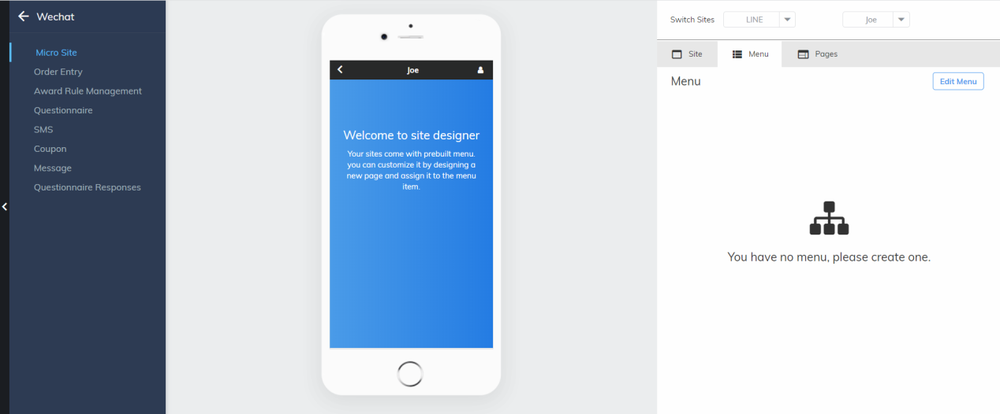 Wechat
Micro Site
Order Entry
Award Rule Management
Questionnaire
SMS
Coupon
Message
Questionnaire Responses
Joe
Welcome to site designer
Your sites come with prebuilt menu.
you can customize it by designing a
new page and assign it to the menu
item.
Switch Sites LINE Joe
Site Menu Pages
Menu Edit Menu
You have no menu, please create one.